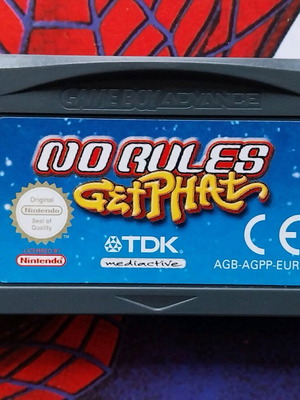 GAME BOY ADVANCE
NO RULES
GET PHAT
Original
Nintendo
Seal of
Quality
LICENSED BY
Nintendo
TDK
mediactive
CE
AGB-AGPP-EUR